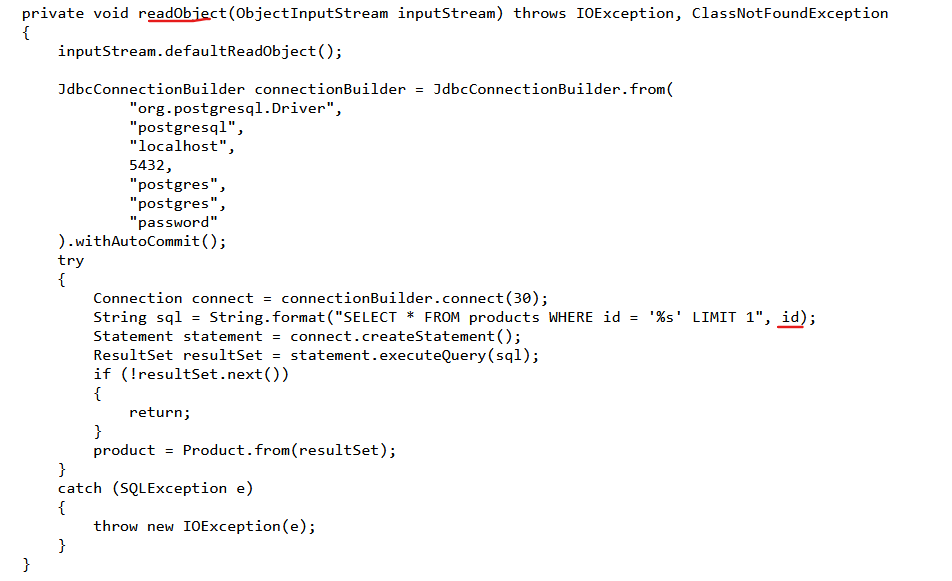 private void readObject(ObjectInputStream inputStream) throws IOException, ClassNotFoundException
{
    inputStream.defaultReadObject();

    JdbcConnectionBuilder connectionBuilder = JdbcConnectionBuilder.from(
            "org.postgresql.Driver",
            "postgresql",
            "localhost",
            5432,
            "postgres",
            "postgres",
            "password"
    ).withAutoCommit();
    try
    {
        Connection connect = connectionBuilder.connect(30);
        String sql = String.format("SELECT * FROM products WHERE id = '%s' LIMIT 1", id);
        Statement statement = connect.createStatement();
        ResultSet resultSet = statement.executeQuery(sql);
        if (!resultSet.next())
        {
            return;
        }
        product = Product.from(resultSet);
    }
    catch (SQLException e)
    {
        throw new IOException(e);
    }
}